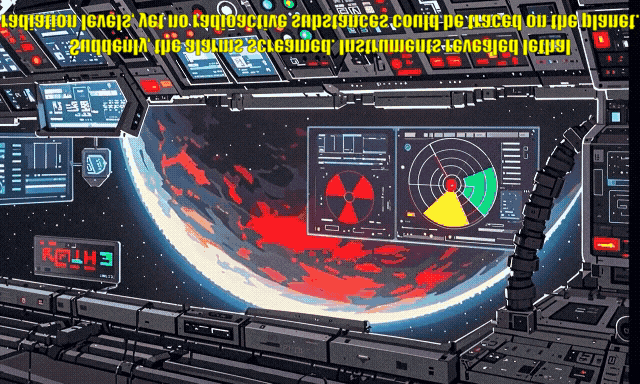 Suddenly, the alarms screamed. Instruments revealed lethal
radiation levels, yet no radioactive substances could be traced on the planet